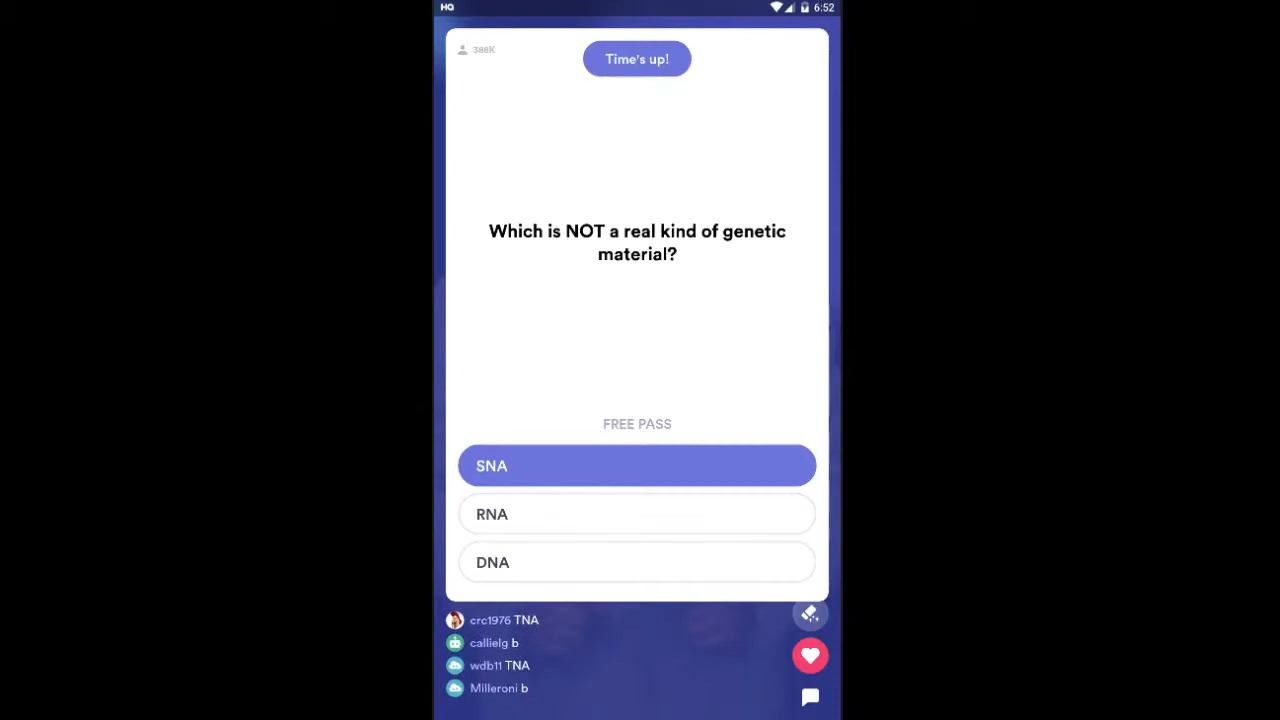 HQ 6:52
388K
Time's up!
Which is NOT a real kind of genetic
material?
FREE PASS
SNA
RNA
DNA
crc1976 TNA
callielg b
wdb11 TNA
Milleroni b